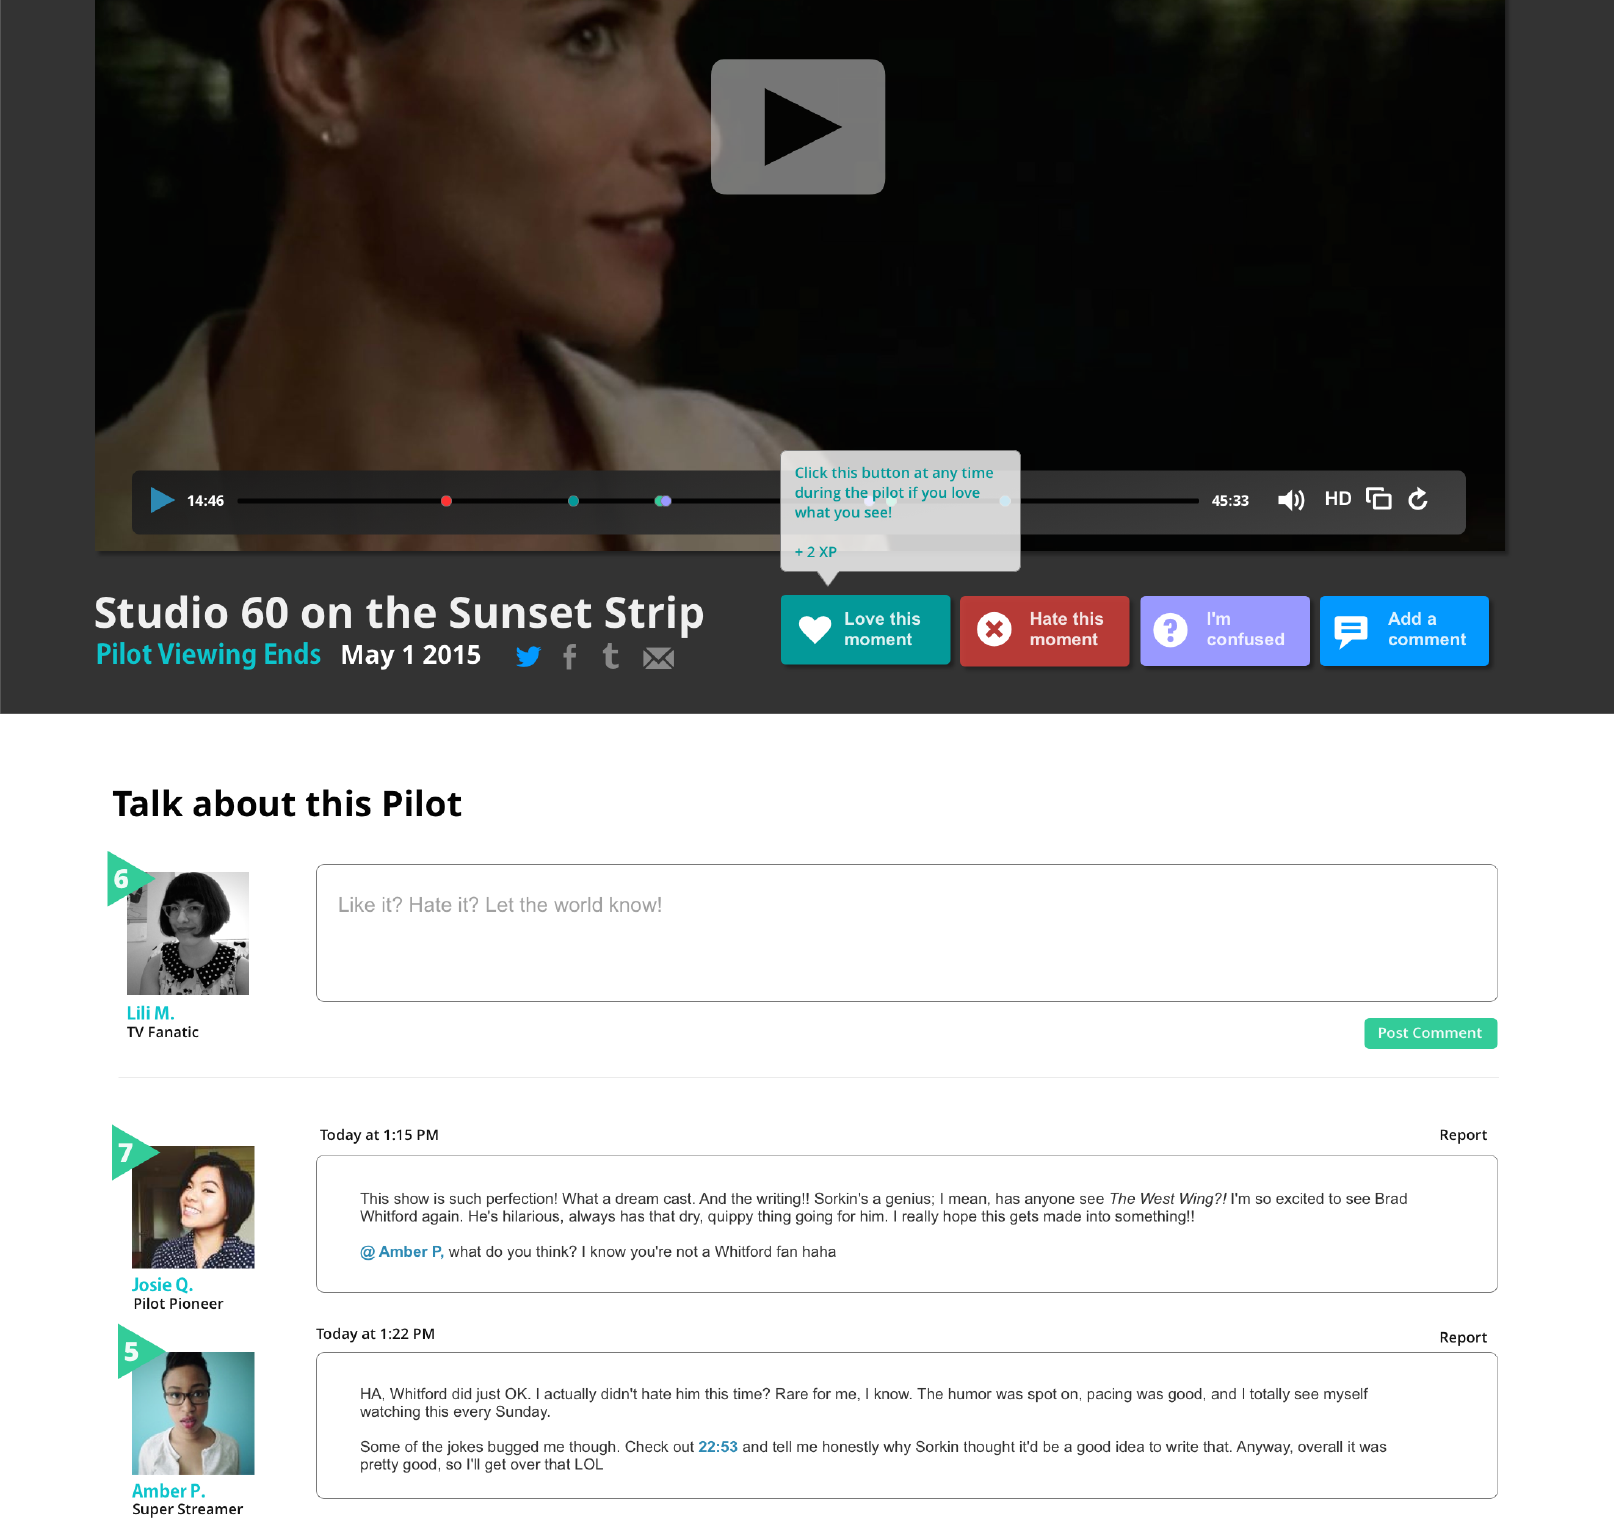 Click this button at any time
during the pilot if you love
what you see!
+ 2 XP
14:46
45:33
HD
Studio 60 on the Sunset Strip
Pilot Viewing Ends May 1 2015
Love this
moment
Hate this
moment
I'm
confused
Add a
comment
Talk about this Pilot
6
Like it? Hate it? Let the world know!
Lili M.
TV Fanatic
Post Comment
Today at 1:15 PM
Report
7
This show is such perfection! What a dream cast. And the writing!! Sorkin's a genius; I mean, has anyone see The West Wing?! I'm so excited to see Brad
Whitford again. He's hilarious, always has that dry, quippy thing going for him. I really hope this gets made into something!!
@ Amber P, what do you think? I know you're not a Whitford fan haha
Josie Q.
Pilot Pioneer
Today at 1:22 PM
Report
5
HA, Whitford did just OK. I actually didn't hate him this time? Rare for me, I know. The humor was spot on, pacing was good, and I totally see myself
watching this every Sunday.
Some of the jokes bugged me though. Check out 22:53 and tell me honestly why Sorkin thought it'd be a good idea to write that. Anyway, overall it was
pretty good, so I'll get over that LOL
Amber P.
Super Streamer